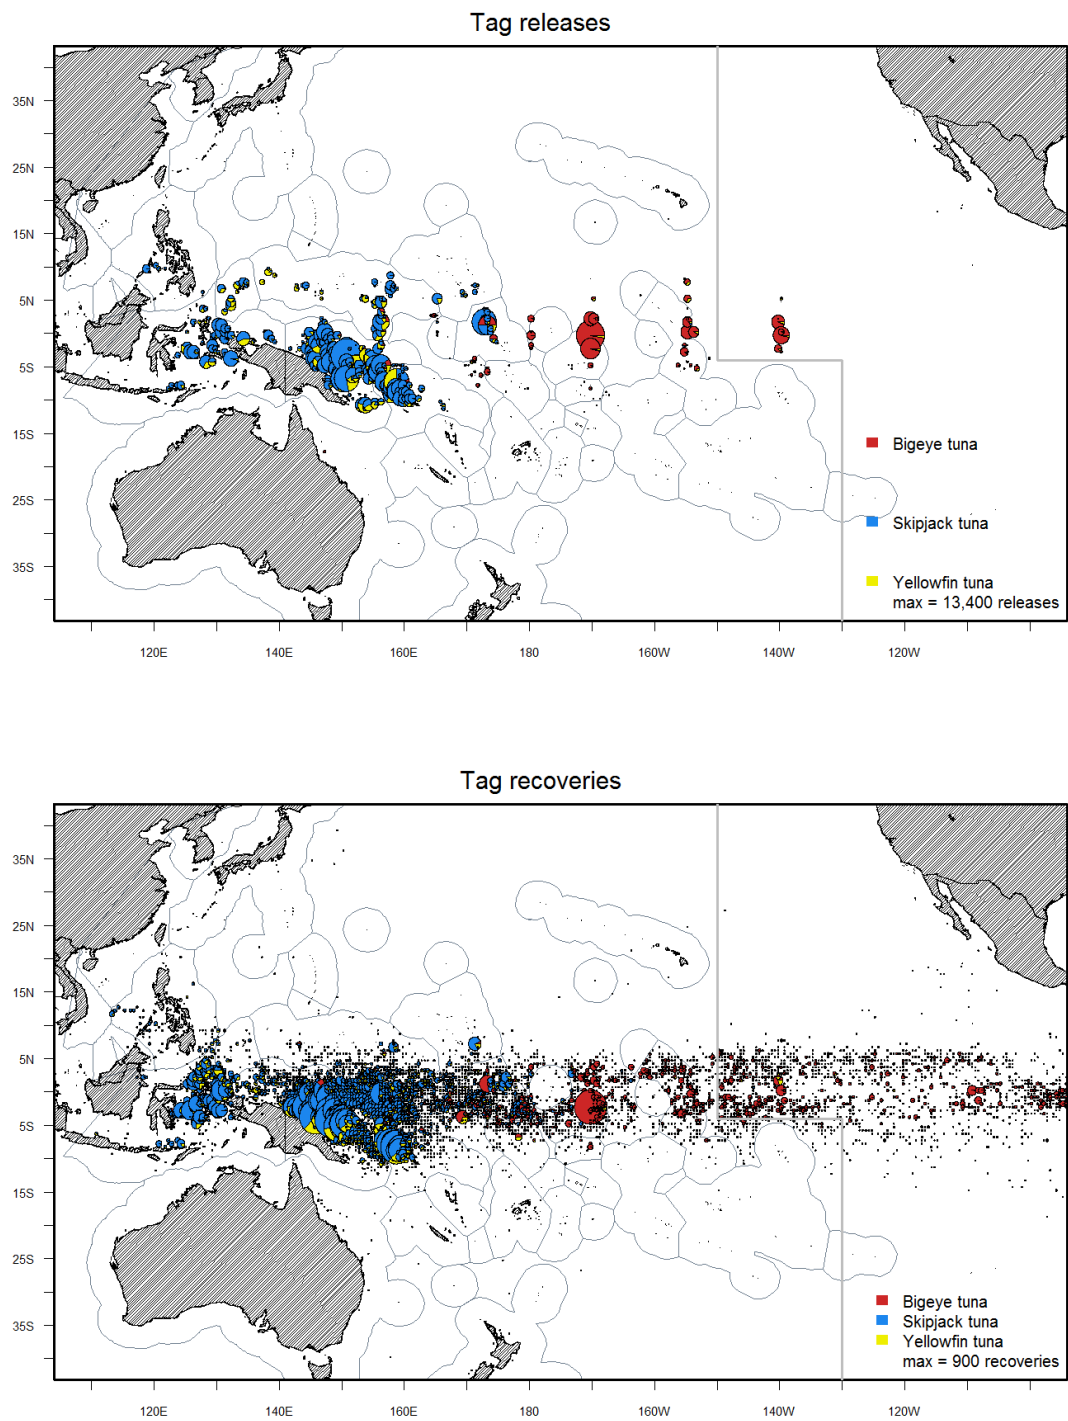 Tag releases
35N
25N
15N
5N
5S
15S
25S
35S
Bigeye tuna
Skipjack tuna
Yellowfin tuna
max = 13,400 releases
120E
140E
160E
180
160W
140W
120W
Tag recoveries
35N
25N
15N
5N
5S
15S
25S
35S
Bigeye tuna
Skipjack tuna
Yellowfin tuna
max = 900 recoveries
120E
140E
160E
180
160W
140W
120W